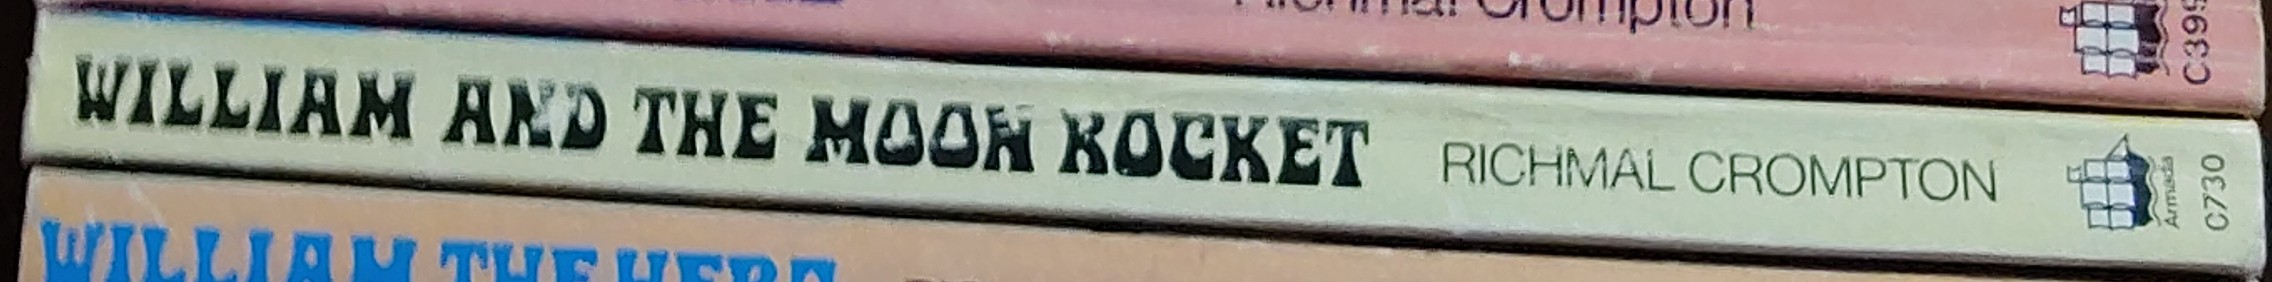 Richmal Crompton
C399
WILLIAM AND THE MOON ROCKET RICHMAL CROMPTON Armada C730
WILLIAM THE HERO